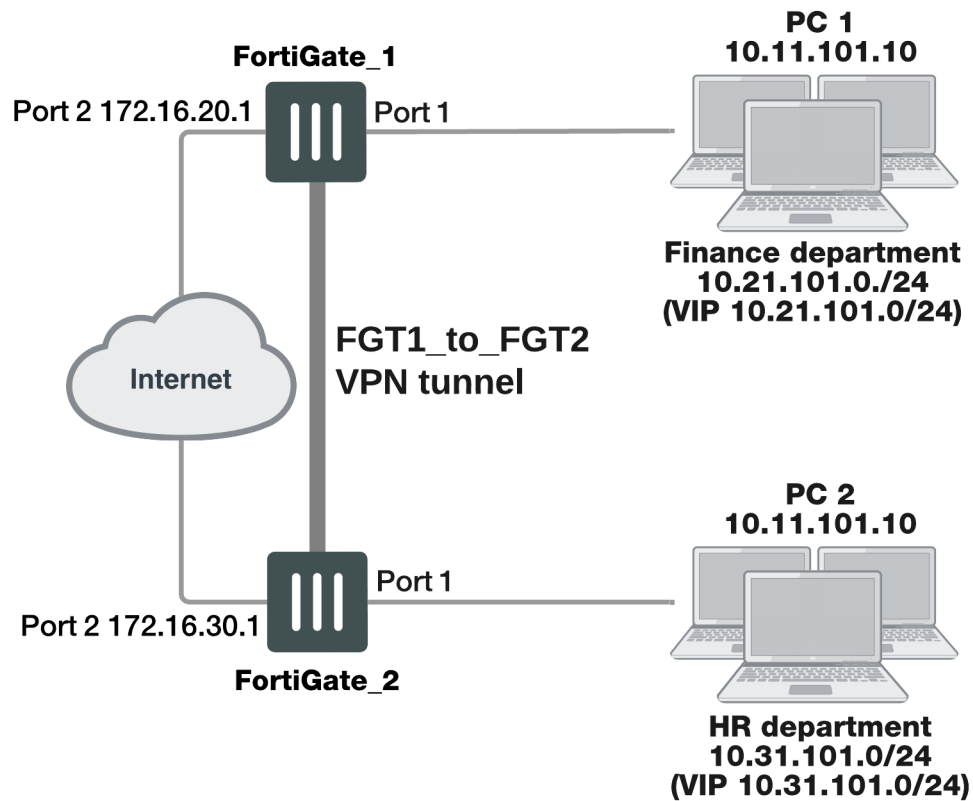 PC 1
10.11.101.10
FortiGate_1
Port 2 172.16.20.1
Port 1
Finance department
10.21.101.0./24
(VIP 10.21.101.0/24)
FGT1_to_FGT2
VPN tunnel
Internet
PC 2
10.11.101.10
Port 1
Port 2 172.16.30.1
FortiGate_2
HR department
10.31.101.0/24
(VIP 10.31.101.0/24)